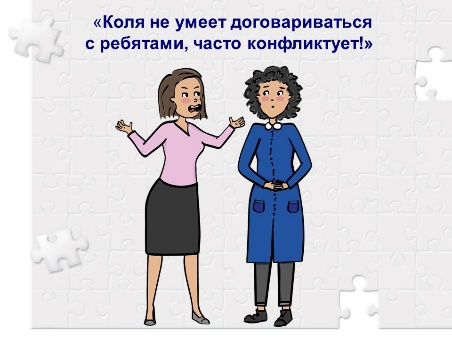 «Коля не умеет договариваться
с ребятами, часто конфликтует!»